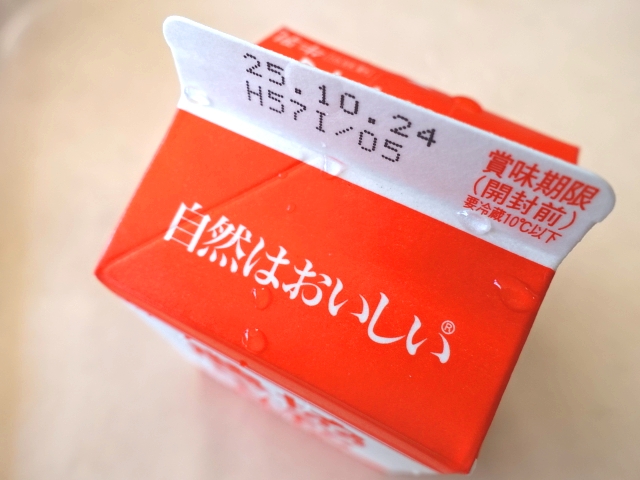 25.10.24
H57I/05
賞味期限
(開封前)
要冷蔵10℃以下
自然はおいしい®